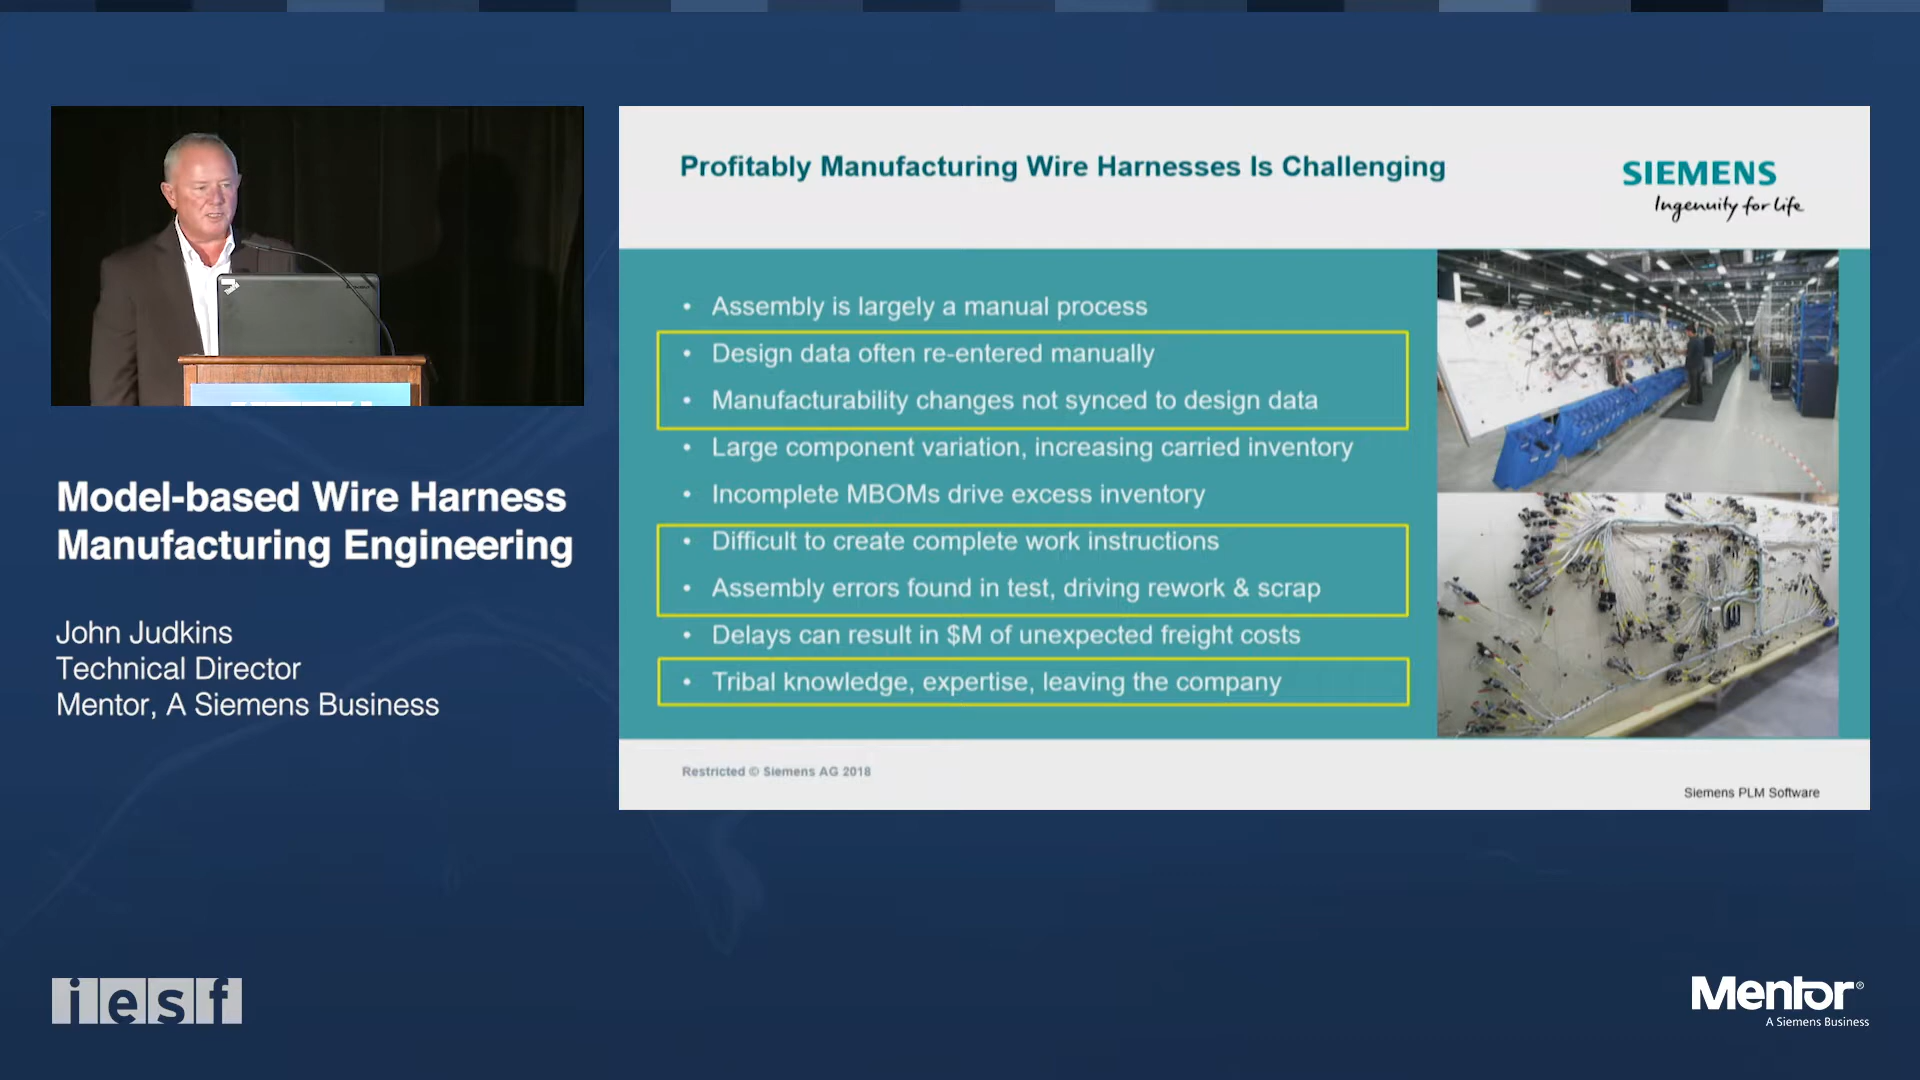 Profitably Manufacturing Wire Harnesses Is Challenging
SIEMENS
Ingenuity for life
• Assembly is largely a manual process
• Design data often re-entered manually
• Manufacturability changes not synced to design data
• Large component variation, increasing carried inventory
• Incomplete MBOMs drive excess inventory
• Difficult to create complete work instructions
• Assembly errors found in test, driving rework & scrap
• Delays can result in $M of unexpected freight costs
• Tribal knowledge, expertise, leaving the company
Restricted © Siemens AG 2018
Siemens PLM Software
Model-based Wire Harness
Manufacturing Engineering
John Judkins
Technical Director
Mentor, A Siemens Business
iesf
Mentor®
A Siemens Business